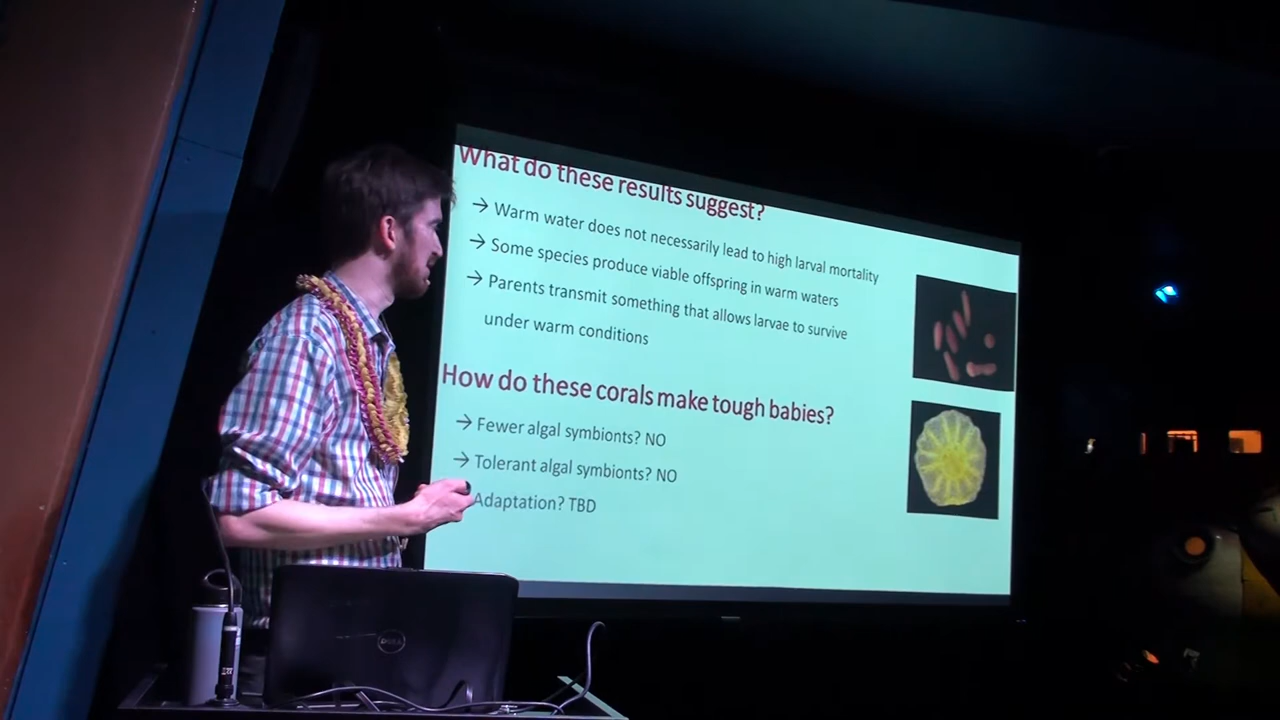 What do these results suggest?
→ Warm water does not necessarily lead to high larval mortality
→ Some species produce viable offspring in warm waters
→ Parents transmit something that allows larvae to survive
under warm conditions
How do these corals make tough babies?
→ Fewer algal symbionts? NO
→ Tolerant algal symbionts? NO
Adaptation? TBD
DELL